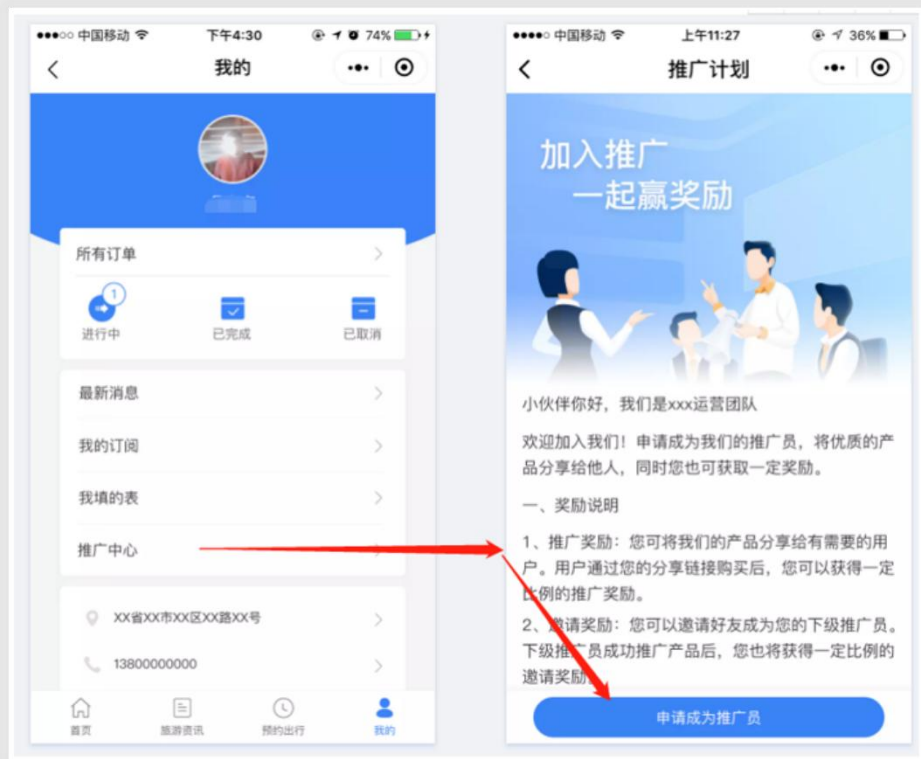 中国移动 下午4:30 74%
我的
所有订单
1
进行中 已完成 已取消
最新消息
我的订阅
我填的表
推广中心
XX省XX市XX区XX路XX号
13800000000
首页 旅游资讯 预约出行 我的
中国移动 上午11:27 36%
推广计划
加入推广
一起赢奖励
小伙伴你好，我们是xxx运营团队
欢迎加入我们！申请成为我们的推广员，将优质的产
品分享给他人，同时您也可获取一定奖励。
一、奖励说明
1、推广奖励：您可将我们的产品分享给有需要的用
户。用户通过您的分享链接购买后，您可以获得一定
比例的推广奖励。
2、邀请奖励：您可以邀请好友成为您的下级推广员。
下级推广员成功推广产品后，您也将获得一定比例的
邀请奖励
申请成为推广员